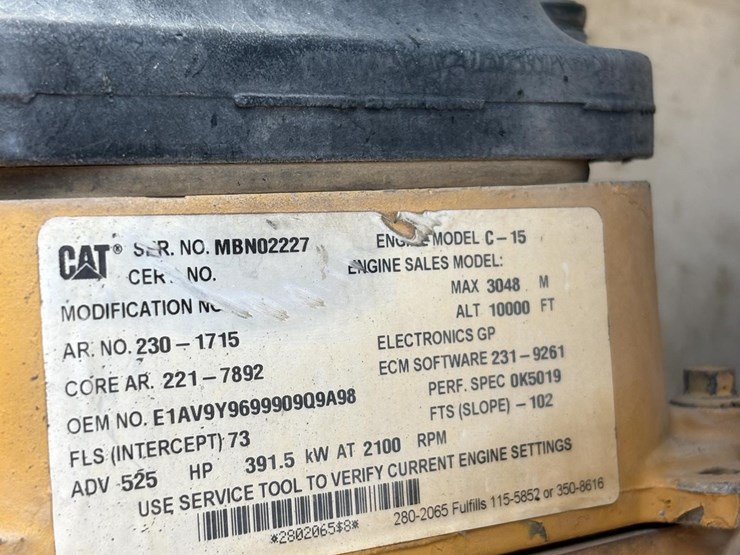 CAT® SER. NO. MBN02227 ENGINE MODEL C-15
CERT NO. ENGINE SALES MODEL:
MODIFICATION NO MAX 3048 M
ALT 10000 FT
AR. NO. 230-1715 ELECTRONICS GP
CORE AR. 221-7892 ECM SOFTWARE 231-9261
OEM NO. E1AV9Y969990909A98 PERF. SPEC 0K5019
FLS (INTERCEPT) 73 FTS (SLOPE) -102
ADV 525 HP 391.5 kW AT 2100 RPM
USE SERVICE TOOL TO VERIFY CURRENT ENGINE SETTINGS
*2802065$8* 280-2065 Fulfills 115-5852 or 350-8616